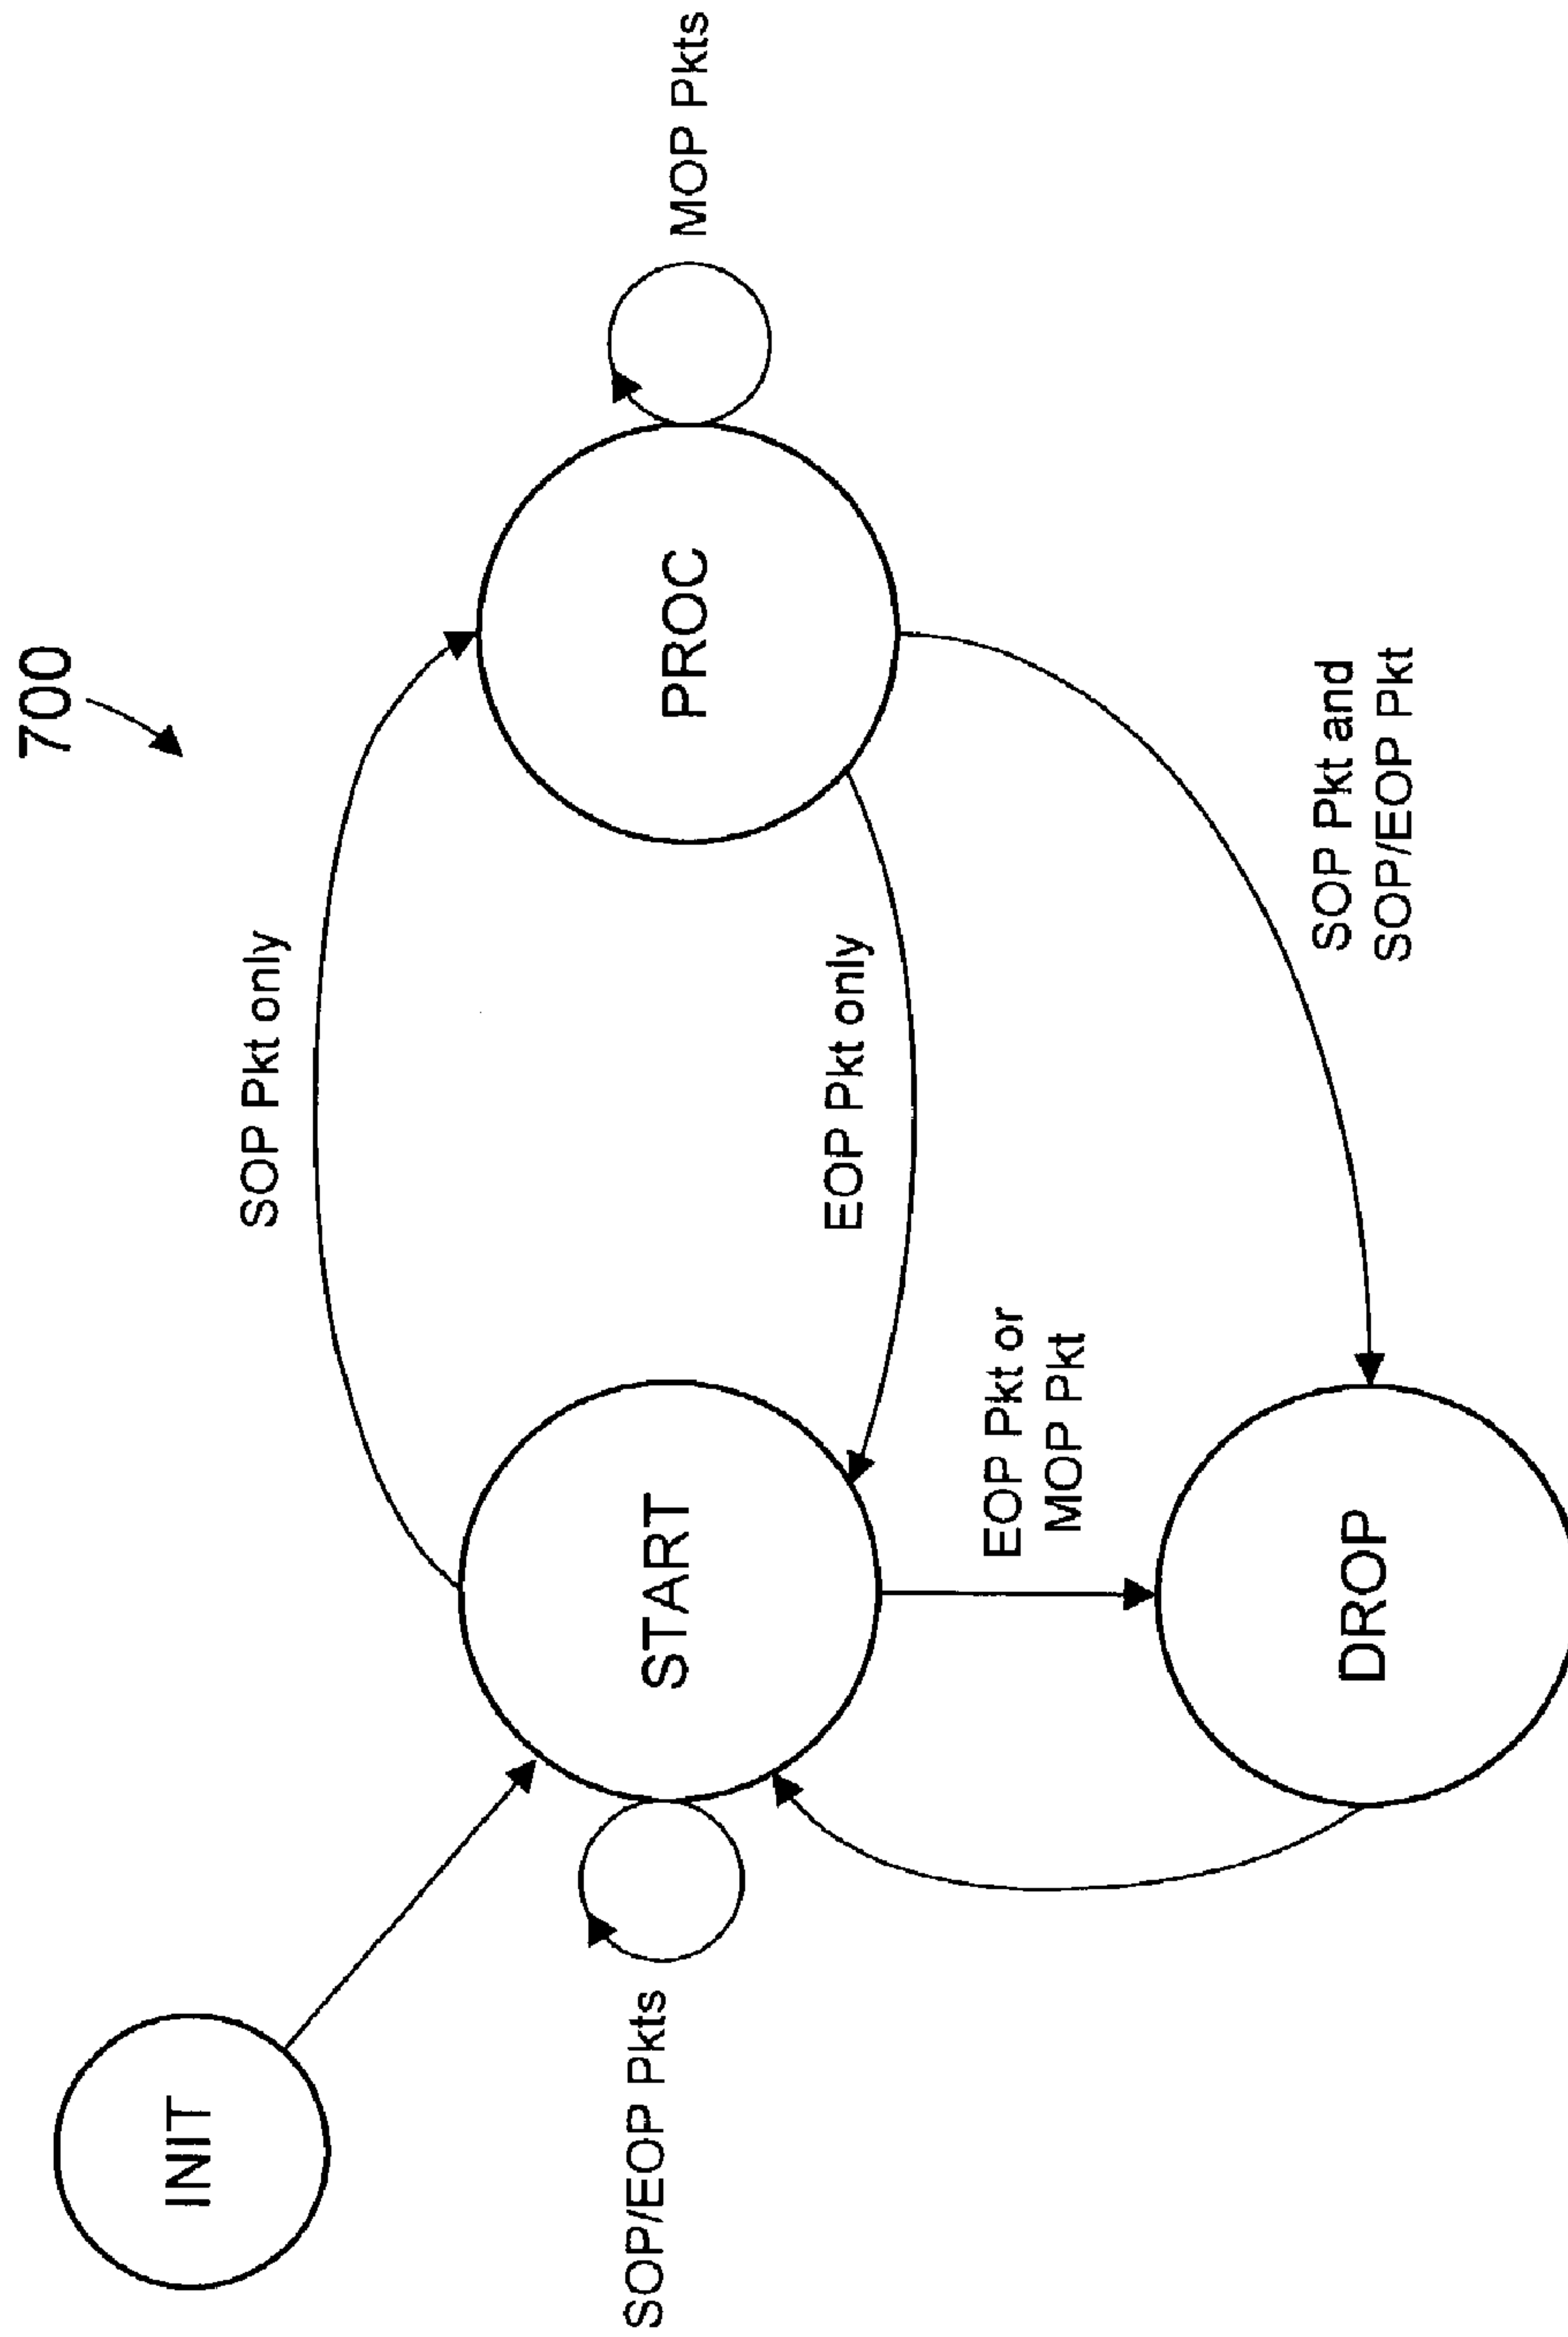 700
INIT
SOP Pkt only
SOP/EOP Pkts
START
PROC
MOP Pkts
EOP Pkt only
EOP Pkt or
MOP Pkt
SOP Pkt and
SOP/EOP Pkt
DROP